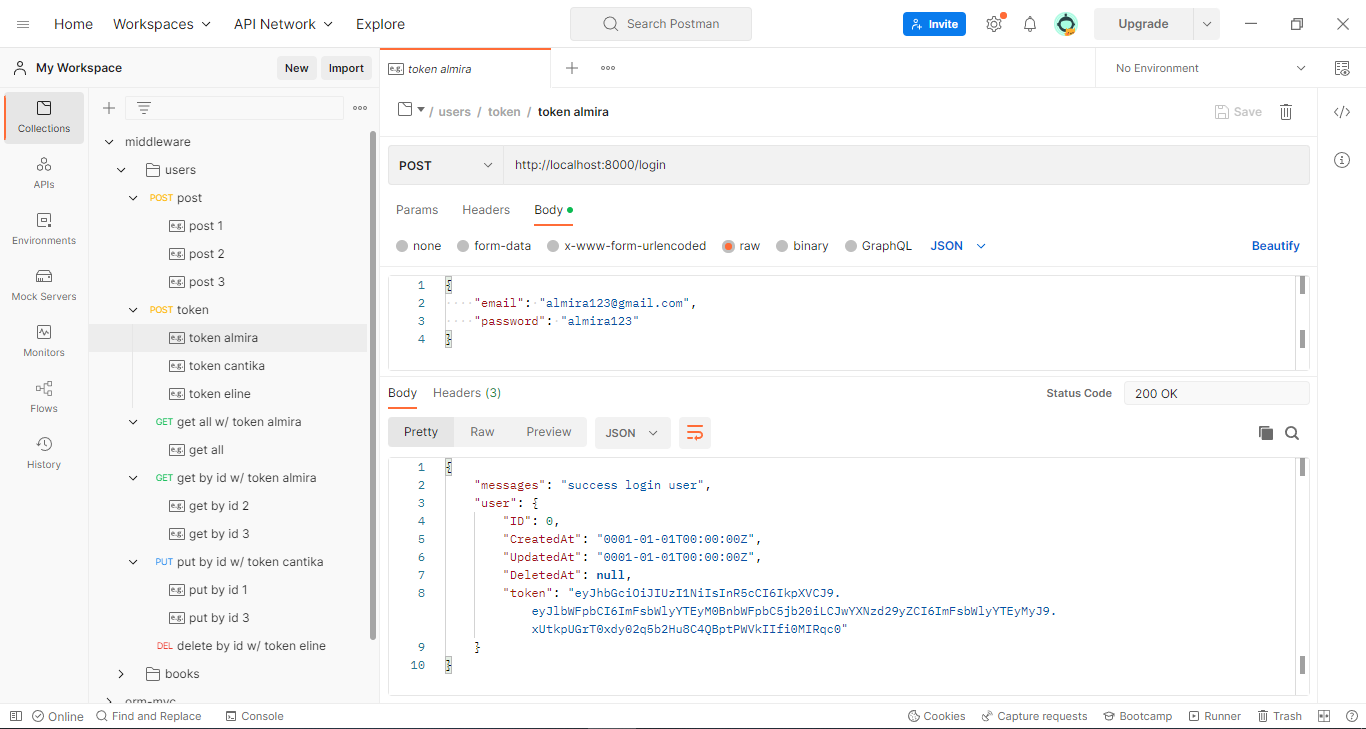 Home Workspaces API Network Explore Search Postman Invite Upgrade
My Workspace New Import
e.g. token almira ooo No Environment
Collections
APIs
Environments
Mock Servers
Monitors
Flows
History
ooo
middleware
users
POST post
e.g. post 1
e.g. post 2
e.g. post 3
POST token
e.g. token almira
e.g. token cantika
e.g. token eline
GET get all w/ token almira
e.g. get all
GET get by id w/ token almira
e.g. get by id 2
e.g. get by id 3
PUT put by id w/ token cantika
e.g. put by id 1
e.g. put by id 3
DEL delete by id w/ token eline
books
orm-mvc
/ users / token / token almira Save
POST http://localhost:8000/login
Params Headers Body
none form-data x-www-form-urlencoded raw binary GraphQL JSON Beautify
1 {
2 "email": "almira123@gmail.com",
3 "password": "almira123"
4 }
Body Headers (3) Status Code 200 OK
Pretty Raw Preview JSON
1 {
2 "messages": "success login user",
3 "user": {
4 "ID": 0,
5 "CreatedAt": "0001-01-01T00:00:00Z",
6 "UpdatedAt": "0001-01-01T00:00:00Z",
7 "DeletedAt": null,
8 "token": "eyJhbGciOiJIUzI1NiIsInR5cCI6IkpXVCJ9.
eyJlbWFpbCI6ImFsbWlyYTEyM0BnbWFpbC5jb20iLCJwYXNzd29yZCI6ImFsbWlyYTEyMyJ9.
xUtkpUGrT0xdy02q5b2Hu8C4QBptPWVkIIfi0MIRqc0"
9 }
10 }
Online Find and Replace Console Cookies Capture requests Bootcamp Runner Trash